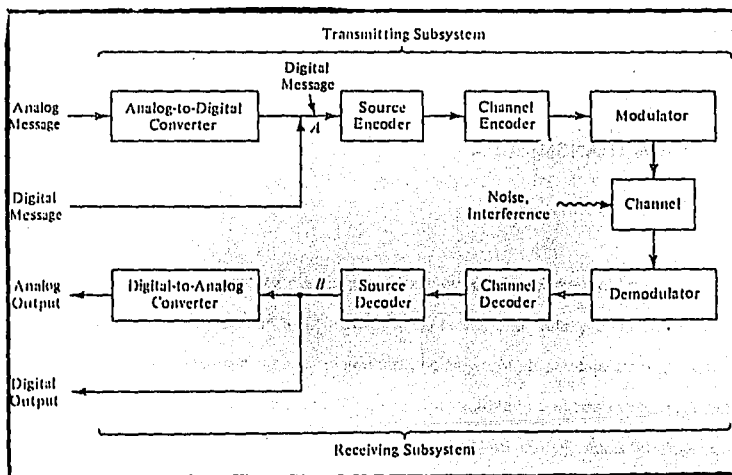 Transmitting Subsystem
Digital
Message
Analog
Message
Analog-to-Digital
Converter
A
Source
Encoder
Channel
Encoder
Modulator
Digital
Message
Noise,
Interference
Channel
Analog
Output
Digital-to-Analog
Converter
B
Source
Decoder
Channel
Decoder
Demodulator
Digital
Output
Receiving Subsystem